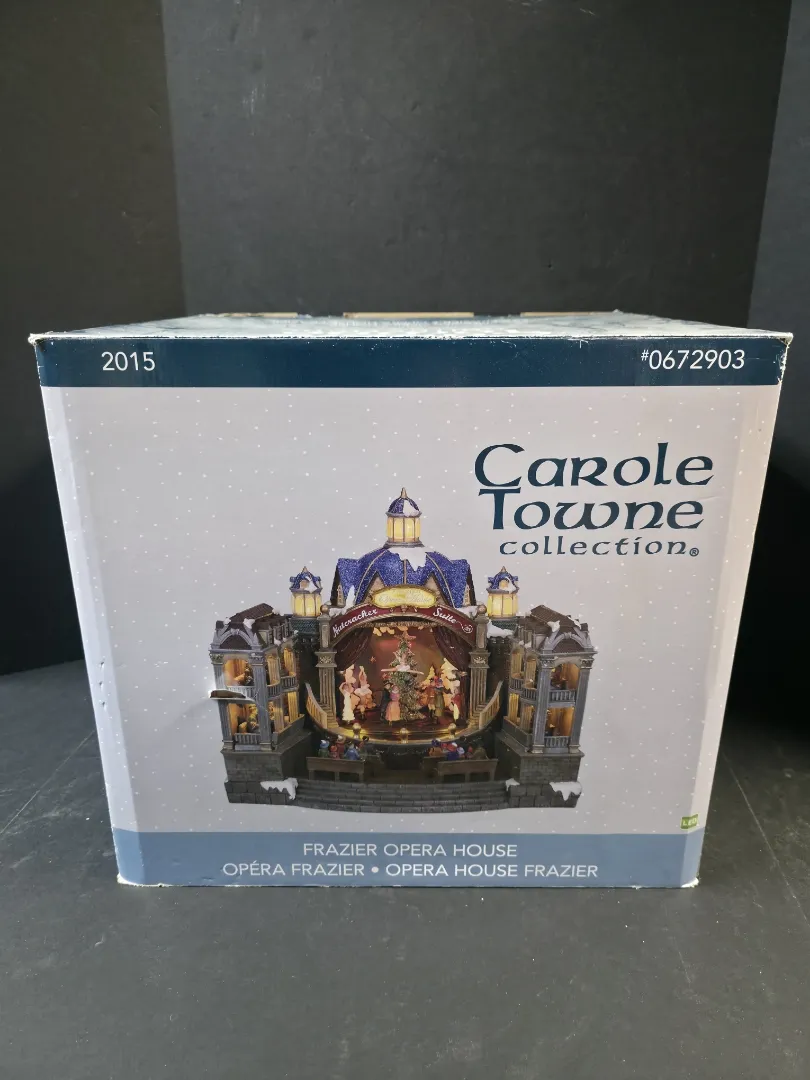 2015
#0672903
Carole
Towne
collection®
Nutcracker Suite
FRAZIER OPERA HOUSE
OPÉRA FRAZIER • OPERA HOUSE FRAZIER